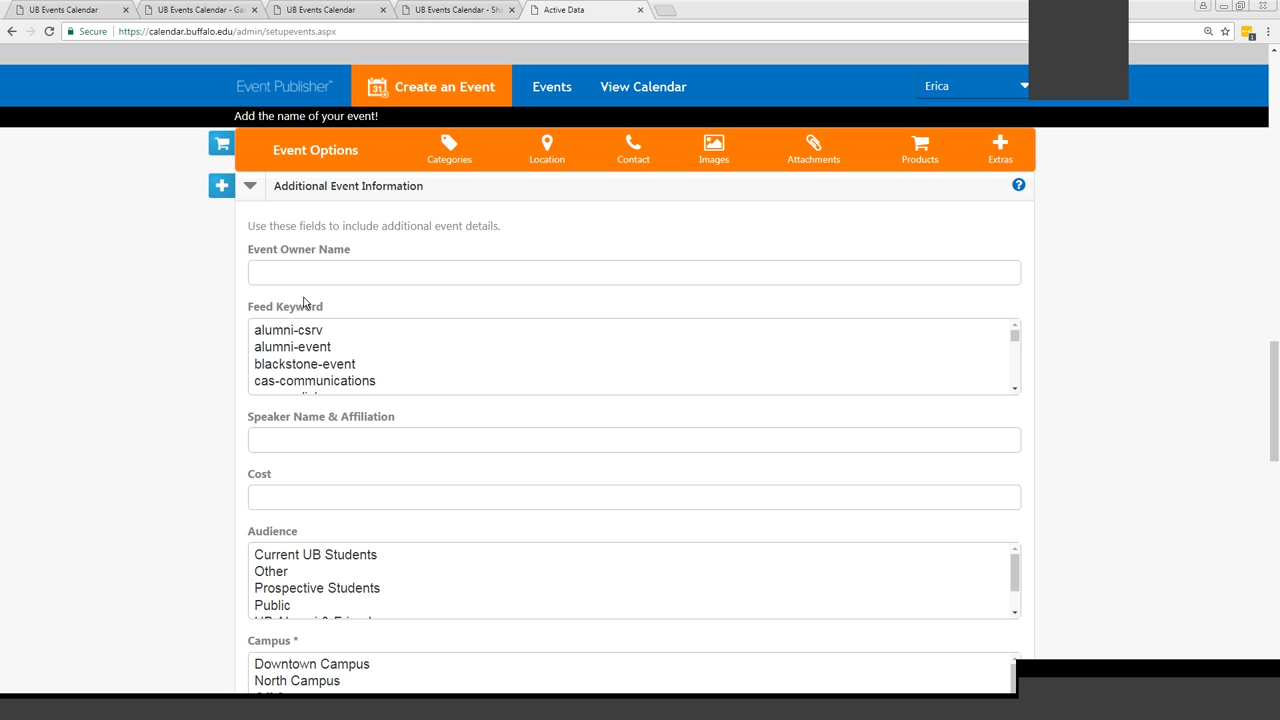 UB Events Calendar
UB Events Calendar - Ga
UB Events Calendar
UB Events Calendar - Sh
Active Data
Secure
https://calendar.buffalo.edu/admin/setupevents.aspx
Event Publisher
31
Create an Event
Events
View Calendar
Erica
Add the name of your event!
Event Options
Categories
Location
Contact
Images
Attachments
Products
Extras
Additional Event Information
?
Use these fields to include additional event details.
Event Owner Name
Feed Keyword
alumni-csrv
alumni-event
blackstone-event
cas-communications
Speaker Name & Affiliation
Cost
Audience
Current UB Students
Other
Prospective Students
Public
UB Alumni & Friend
Campus *
Downtown Campus
North Campus